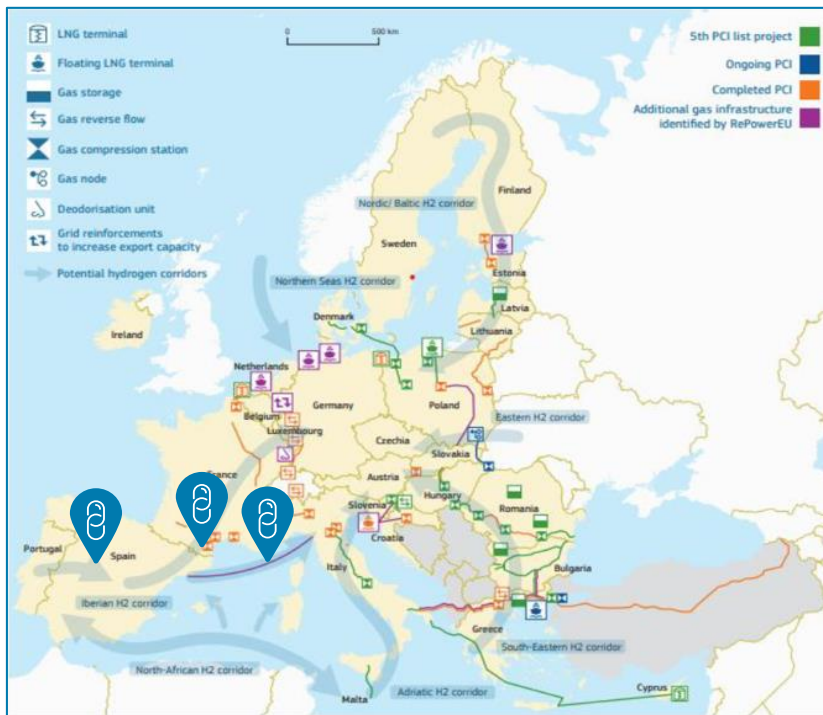 LNG terminal
Floating LNG terminal
Gas storage
Gas reverse flow
Gas compression station
Gas node
Deodorisation unit
Grid reinforcements
to increase export capacity
Potential hydrogen corridors
0
500 km
5th PCI list project
Ongoing PCI
Completed PCI
Additional gas infrastructure
identified by RePowerEU
Finland
Nordic/ Baltic H2 corridor
Sweden
Northern Seas H2 corridor
Estonia
Latvia
Denmark
Lithuania
Ireland
Netherlands
Germany
Poland
Belgium
Luxembourg
Eastern H2 corridor
Czechia
Slovakia
France
Austria
Hungary
Slovenia
Romania
Croatia
Portugal
Spain
Italy
Bulgaria
Iberian H2 corridor
Greece
South-Eastern H2 corridor
North-African H2 corridor
Malta
Adriatic H2 corridor
Cyprus